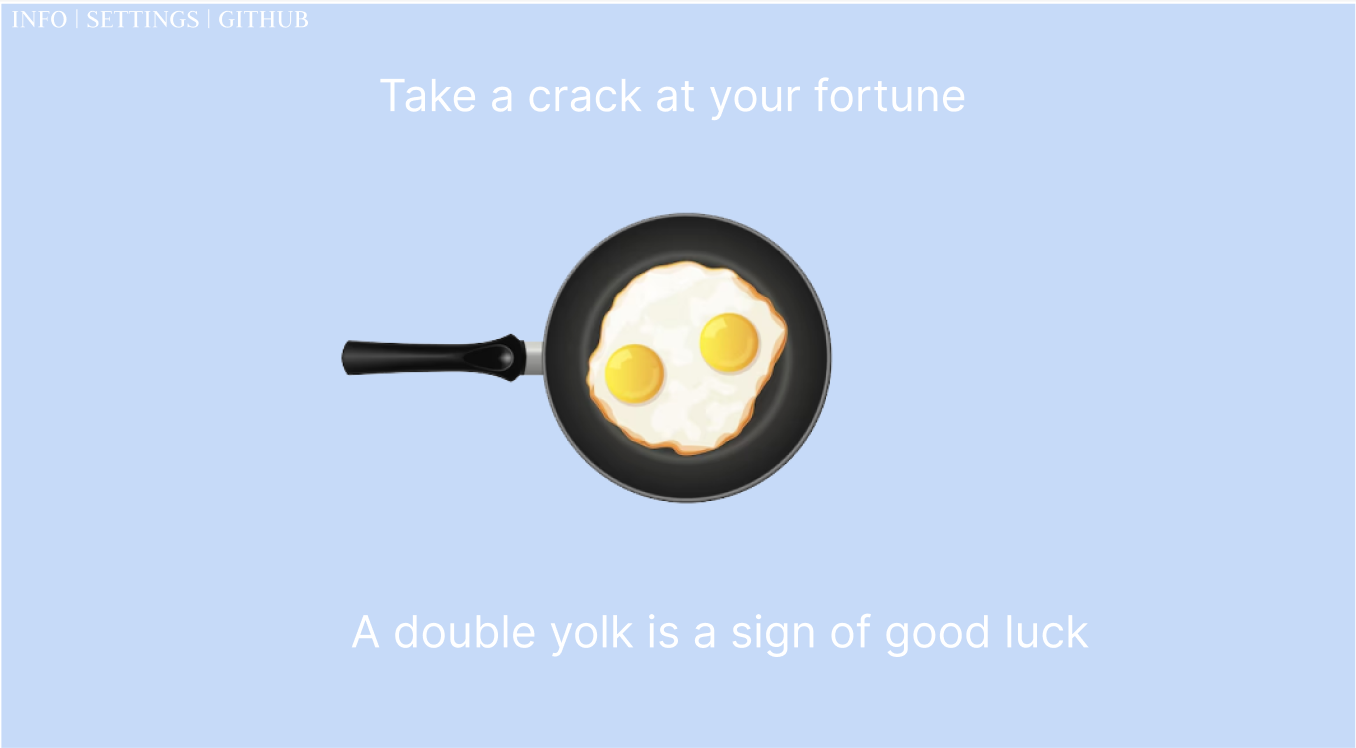 INFO | SETTINGS | GITHUB
Take a crack at your fortune
A double yolk is a sign of good luck